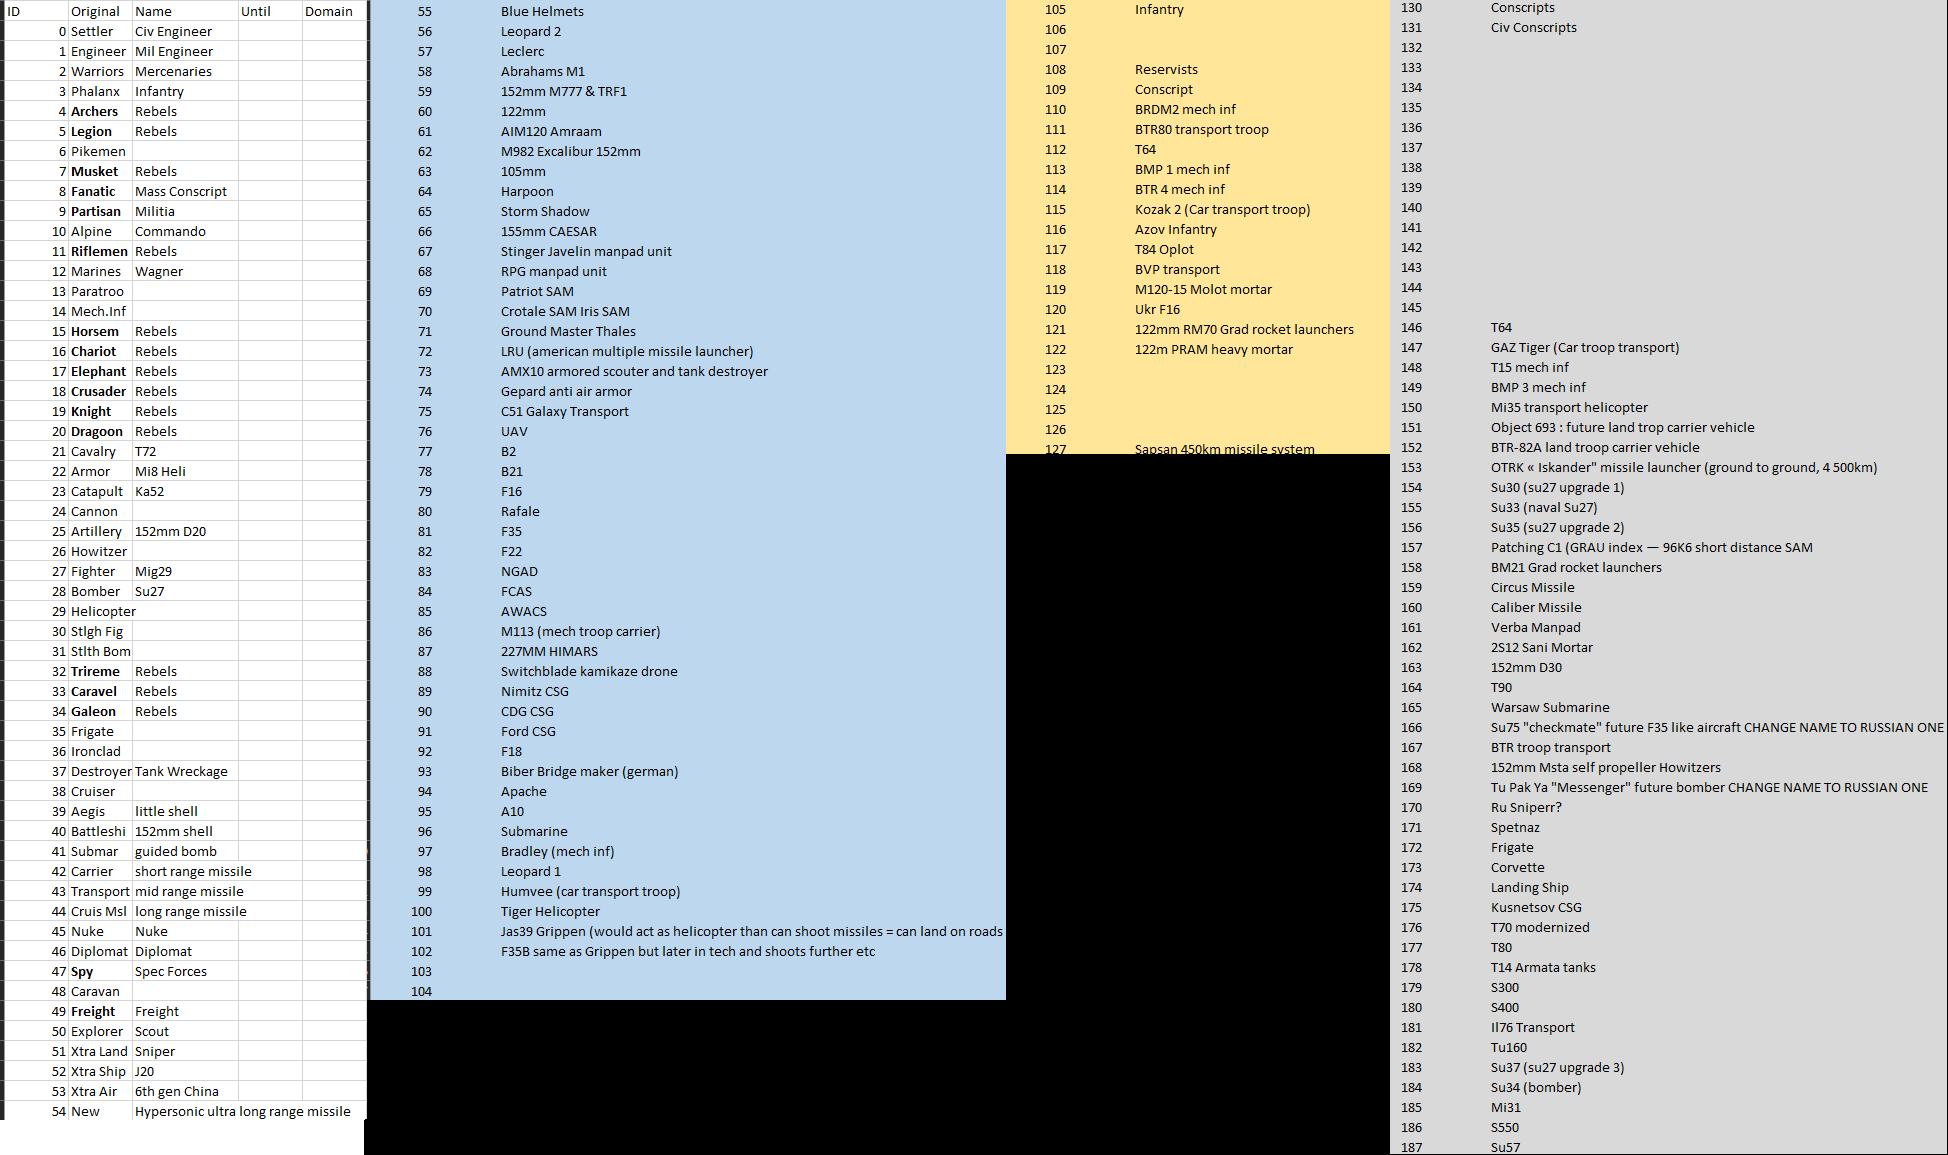 ID Original Name Until Domain
0 Settler Civ Engineer
1 Engineer Mil Engineer
2 Warriors Mercenaries
3 Phalanx Infantry
4 Archers Rebels
5 Legion Rebels
6 Pikemen
7 Musket Rebels
8 Fanatic Mass Conscript
9 Partisan Militia
10 Alpine Commando
11 Riflemen Rebels
12 Marines Wagner
13 Paratroo
14 Mech.Inf
15 Horsem Rebels
16 Chariot Rebels
17 Elephant Rebels
18 Crusader Rebels
19 Knight Rebels
20 Dragoon Rebels
21 Cavalry T72
22 Armor Mi8 Heli
23 Catapult Ka52
24 Cannon
25 Artillery 152mm D20
26 Howitzer
27 Fighter Mig29
28 Bomber Su27
29 Helicopter
30 Stlgh Fig
31 Stlth Bom
32 Trireme Rebels
33 Caravel Rebels
34 Galeon Rebels
35 Frigate
36 Ironclad
37 Destroyer Tank Wreckage
38 Cruiser
39 Aegis little shell
40 Battleshi 152mm shell
41 Submar guided bomb
42 Carrier short range missile
43 Transport mid range missile
44 Cruis Msl long range missile
45 Nuke Nuke
46 Diplomat Diplomat
47 Spy Spec Forces
48 Caravan
49 Freight Freight
50 Explorer Scout
51 Xtra Land Sniper
52 Xtra Ship J20
53 Xtra Air 6th gen China
54 New Hypersonic ultra long range missile
55 Blue Helmets
56 Leopard 2
57 Leclerc
58 Abrahams M1
59 152mm M777 & TRF1
60 122mm
61 AIM120 Amraam
62 M982 Excalibur 152mm
63 105mm
64 Harpoon
65 Storm Shadow
66 155mm CAESAR
67 Stinger Javelin manpad unit
68 RPG manpad unit
69 Patriot SAM
70 Crotale SAM Iris SAM
71 Ground Master Thales
72 LRU (american multiple missile launcher)
73 AMX10 armored scouter and tank destroyer
74 Gepard anti air armor
75 C51 Galaxy Transport
76 UAV
77 B2
78 B21
79 F16
80 Rafale
81 F35
82 F22
83 NGAD
84 FCAS
85 AWACS
86 M113 (mech troop carrier)
87 227MM HIMARS
88 Switchblade kamikaze drone
89 Nimitz CSG
90 CDG CSG
91 Ford CSG
92 F18
93 Biber Bridge maker (german)
94 Apache
95 A10
96 Submarine
97 Bradley (mech inf)
98 Leopard 1
99 Humvee (car transport troop)
100 Tiger Helicopter
101 Jas39 Grippen (would act as helicopter than can shoot missiles = can land on roads
102 F35B same as Grippen but later in tech and shoots further etc
103
104
105 Infantry
106
107
108 Reservists
109 Conscript
110 BRDM2 mech inf
111 BTR80 transport troop
112 T64
113 BMP 1 mech inf
114 BTR 4 mech inf
115 Kozak 2 (Car transport troop)
116 Azov Infantry
117 T84 Oplot
118 BVP transport
119 M120-15 Molot mortar
120 Ukr F16
121 122mm RM70 Grad rocket launchers
122 122m PRAM heavy mortar
123
124
125
126
127 Sapsan 450km missile system
130 Conscripts
131 Civ Conscripts
132
133
134
135
136
137
138
139
140
141
142
143
144
145
146 T64
147 GAZ Tiger (Car troop transport)
148 T15 mech inf
149 BMP 3 mech inf
150 Mi35 transport helicopter
151 Object 693 : future land trop carrier vehicle
152 BTR-82A land troop carrier vehicle
153 OTRK « Iskander" missile launcher (ground to ground, 4 500km)
154 Su30 (su27 upgrade 1)
155 Su33 (naval Su27)
156 Su35 (su27 upgrade 2)
157 Patching C1 (GRAU index — 96K6 short distance SAM
158 BM21 Grad rocket launchers
159 Circus Missile
160 Caliber Missile
161 Verba Manpad
162 2S12 Sani Mortar
163 152mm D30
164 T90
165 Warsaw Submarine
166 Su75 "checkmate" future F35 like aircraft CHANGE NAME TO RUSSIAN ONE
167 BTR troop transport
168 152mm Msta self propeller Howitzers
169 Tu Pak Ya "Messenger" future bomber CHANGE NAME TO RUSSIAN ONE
170 Ru Sniperr?
171 Spetnaz
172 Frigate
173 Corvette
174 Landing Ship
175 Kusnetsov CSG
176 T70 modernized
177 T80
178 T14 Armata tanks
179 S300
180 S400
181 Il76 Transport
182 Tu160
183 Su37 (su27 upgrade 3)
184 Su34 (bomber)
185 Mi31
186 S550
187 Su57